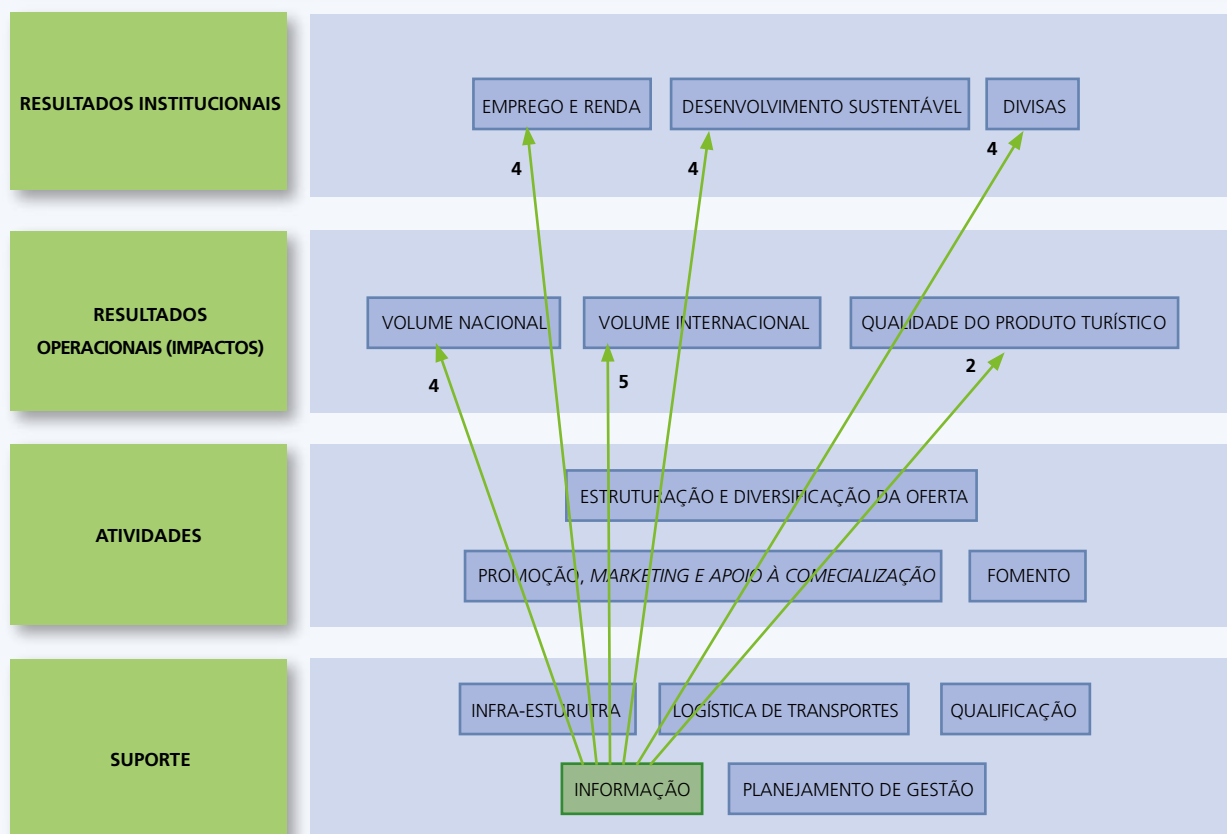 RESULTADOS INSTITUCIONAIS
EMPREGO E RENDA
DESENVOLVIMENTO SUSTENTÁVEL
DIVISAS
4
4
4
RESULTADOS
OPERACIONAIS (IMPACTOS)
VOLUME NACIONAL
VOLUME INTERNACIONAL
QUALIDADE DO PRODUTO TURÍSTICO
4
5
2
ATIVIDADES
ESTRUTURAÇÃO E DIVERSIFICAÇÃO DA OFERTA
PROMOÇÃO, MARKETING E APOIO À COMECIALIZAÇÃO
FOMENTO
SUPORTE
INFRA-ESTURUTRA
LOGÍSTICA DE TRANSPORTES
QUALIFICAÇÃO
INFORMAÇÃO
PLANEJAMENTO DE GESTÃO